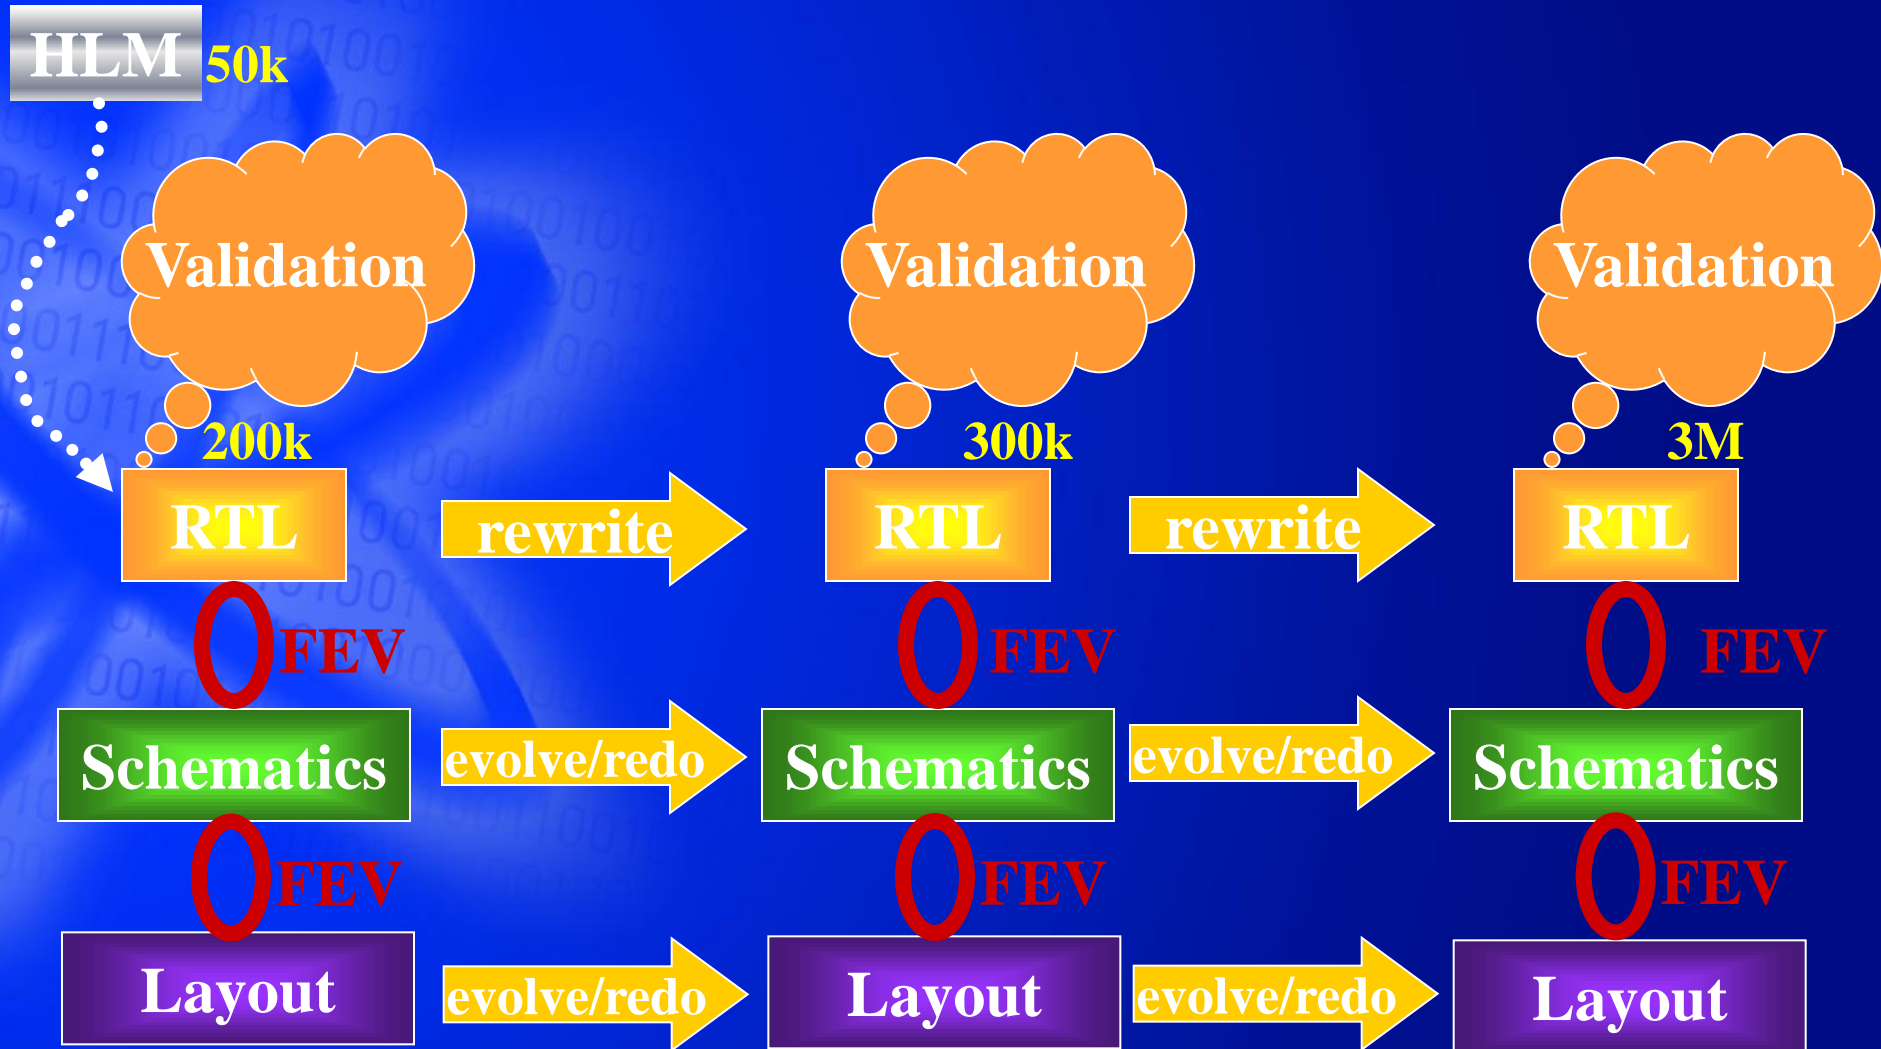 HLM 50k
Validation Validation Validation
200k 300k 3M
RTL rewrite RTL rewrite RTL
FEV FEV FEV
Schematics evolve/redo Schematics evolve/redo Schematics
FEV FEV FEV
Layout evolve/redo Layout evolve/redo Layout